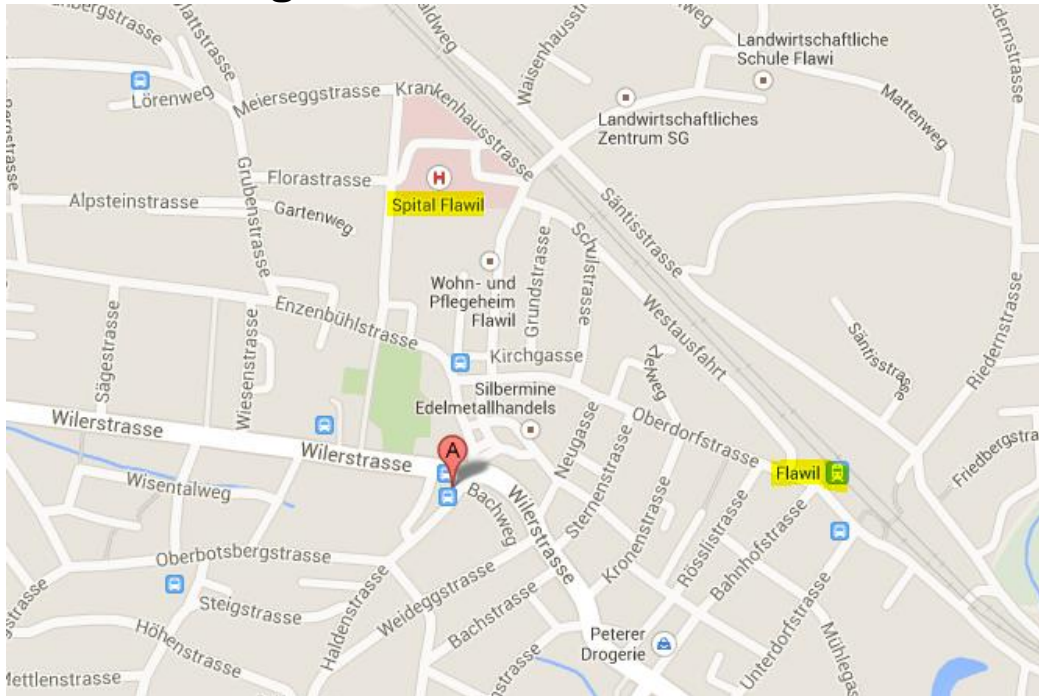 Lörenweg
Meierseggstrasse
Krankenhausstrasse
Waisenhausst
Landwirtschaftliche
Schule Flawi
Landwirtschaftliches
Zentrum SG
Mattenweg
Florastrasse
H
Spital Flawil
Alpsteinstrasse
Gartenweg
Grubenstrasse
Säntisstrasse
Schulstrasse
Grundstrasse
Wohn- und
Pflegeheim
Flawil
Westausfahrt
Riedernstrasse
Enzenbühlstrasse
Sägestrasse
Wiesenstrasse
Kirchgasse
Säntisstrasse
Silbermine
Edelmetallhandels
Oberdorfstrasse
Neugasse
Wilerstrasse
Wilerstrasse
A
Wilerstrasse
Flawil
Friedbergstra
Wisentalweg
Bachweg
Sternenstrasse
Kronenstrasse
Rösslistrasse
Bahnhofstrasse
Oberbotsbergstrasse
Steigstrasse
Haldenstrasse
Weideggstrasse
Bachstrasse
Höhenstrasse
Peterer
Drogerie
Unterdorfstrasse
Mühlegas
Mettlenstrasse